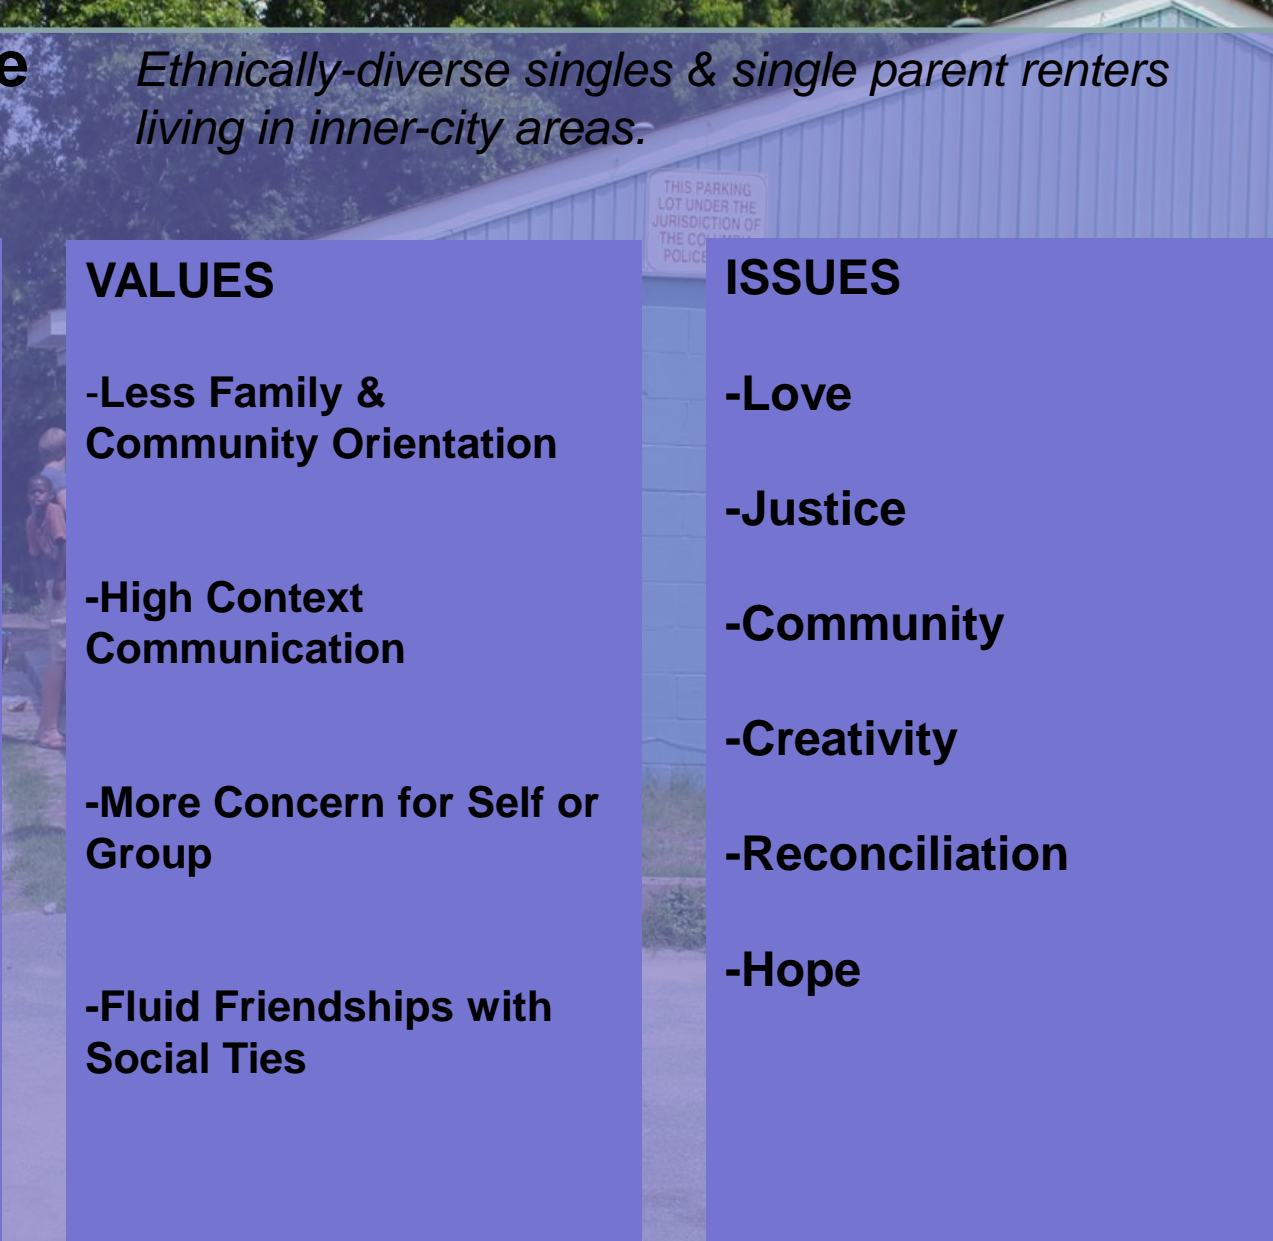 e
Ethnically-diverse singles & single parent renters
living in inner-city areas.
THIS PARKING
LOT UNDER THE
JURISDICTION OF
THE
POLICE
VALUES
-Less Family &
Community Orientation
-High Context
Communication
-More Concern for Self or
Group
-Fluid Friendships with
Social Ties
ISSUES
-Love
-Justice
-Community
-Creativity
-Reconciliation
-Hope